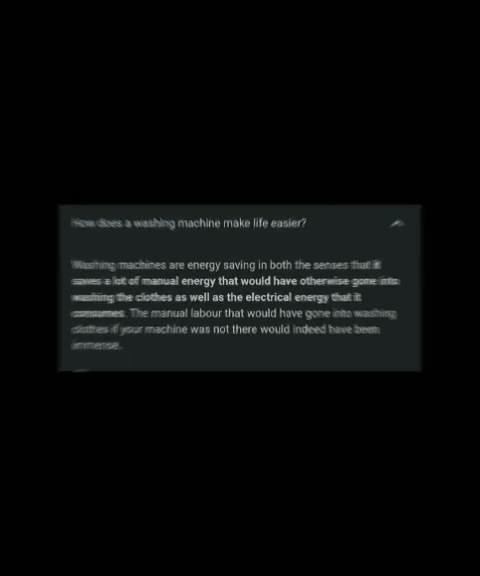 How does a washing machine make life easier?
Washing machines are energy saving in both the senses that it
saves a lot of manual energy that would have otherwise gone into
washing the clothes as well as the electrical energy that it
consumes. The manual labour that would have gone into washing
clothes if your machine was not there would indeed have been
immense.